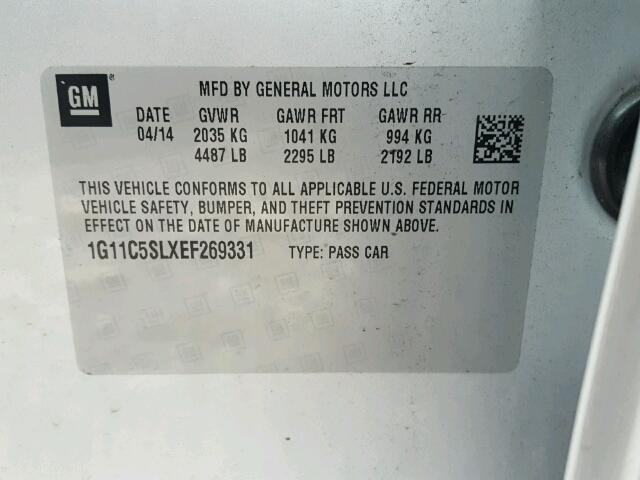 GM ®
MFD BY GENERAL MOTORS LLC
DATE GVWR GAWR FRT GAWR RR
04/14 2035 KG 1041 KG 994 KG
4487 LB 2295 LB 2192 LB
THIS VEHICLE CONFORMS TO ALL APPLICABLE U.S. FEDERAL MOTOR
VEHICLE SAFETY, BUMPER, AND THEFT PREVENTION STANDARDS IN
EFFECT ON THE DATE OF MANUFACTURE SHOWN ABOVE.
1G11C5SLXEF269331 TYPE: PASS CAR